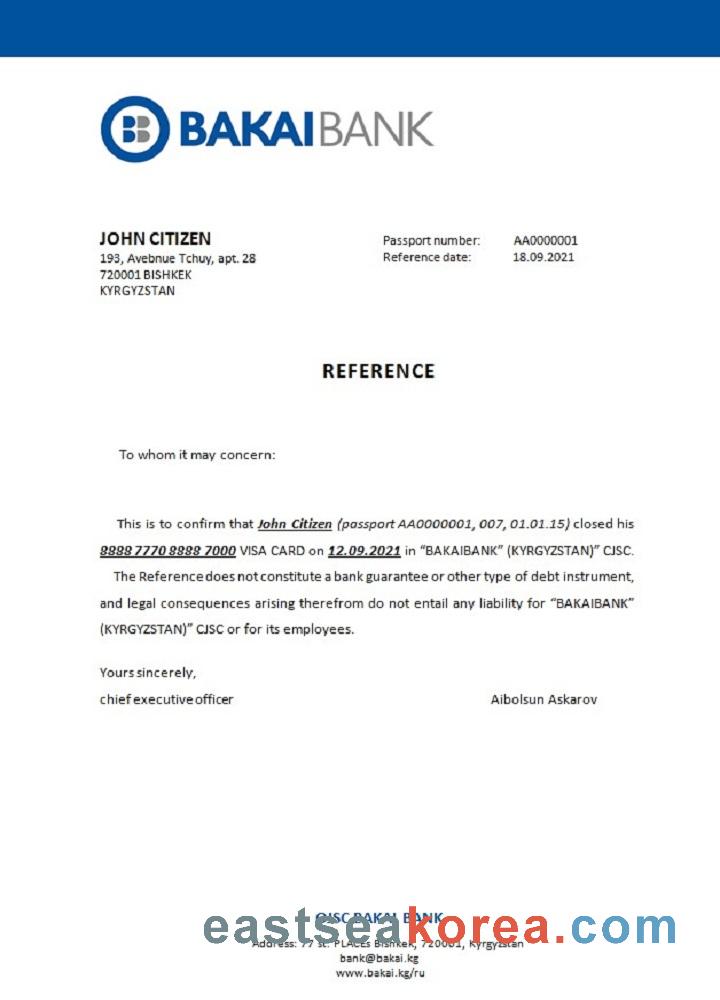 BAKAIBANK
JOHN CITIZEN
193, Avebnue Tchuy, apt. 28
720001 BISHKEK
KYRGYZSTAN
Passport number: AA0000001
Reference date: 18.09.2021
REFERENCE
To whom it may concern:
This is to confirm that John Citizen (passport AA0000001, 007, 01.01.15) closed his
8888 7770 8888 7000 VISA CARD on 12.09.2021 in “BAKAIBANK” (KYRGYZSTAN)” CJSC.
The Reference does not constitute a bank guarantee or other type of debt instrument,
and legal consequences arising therefrom do not entail any liability for “BAKAIBANK”
(KYRGYZSTAN)” CJSC or for its employees.
Yours sincerely,
chief executive officer Aibolsun Askarov
OJSC BAKAI BANK
eastseakorea.com
Address: 77 st. PLACEs Bishkek, 720001, Kyrgyzstan
bank@bakai.kg
www.bakai.kg/ru